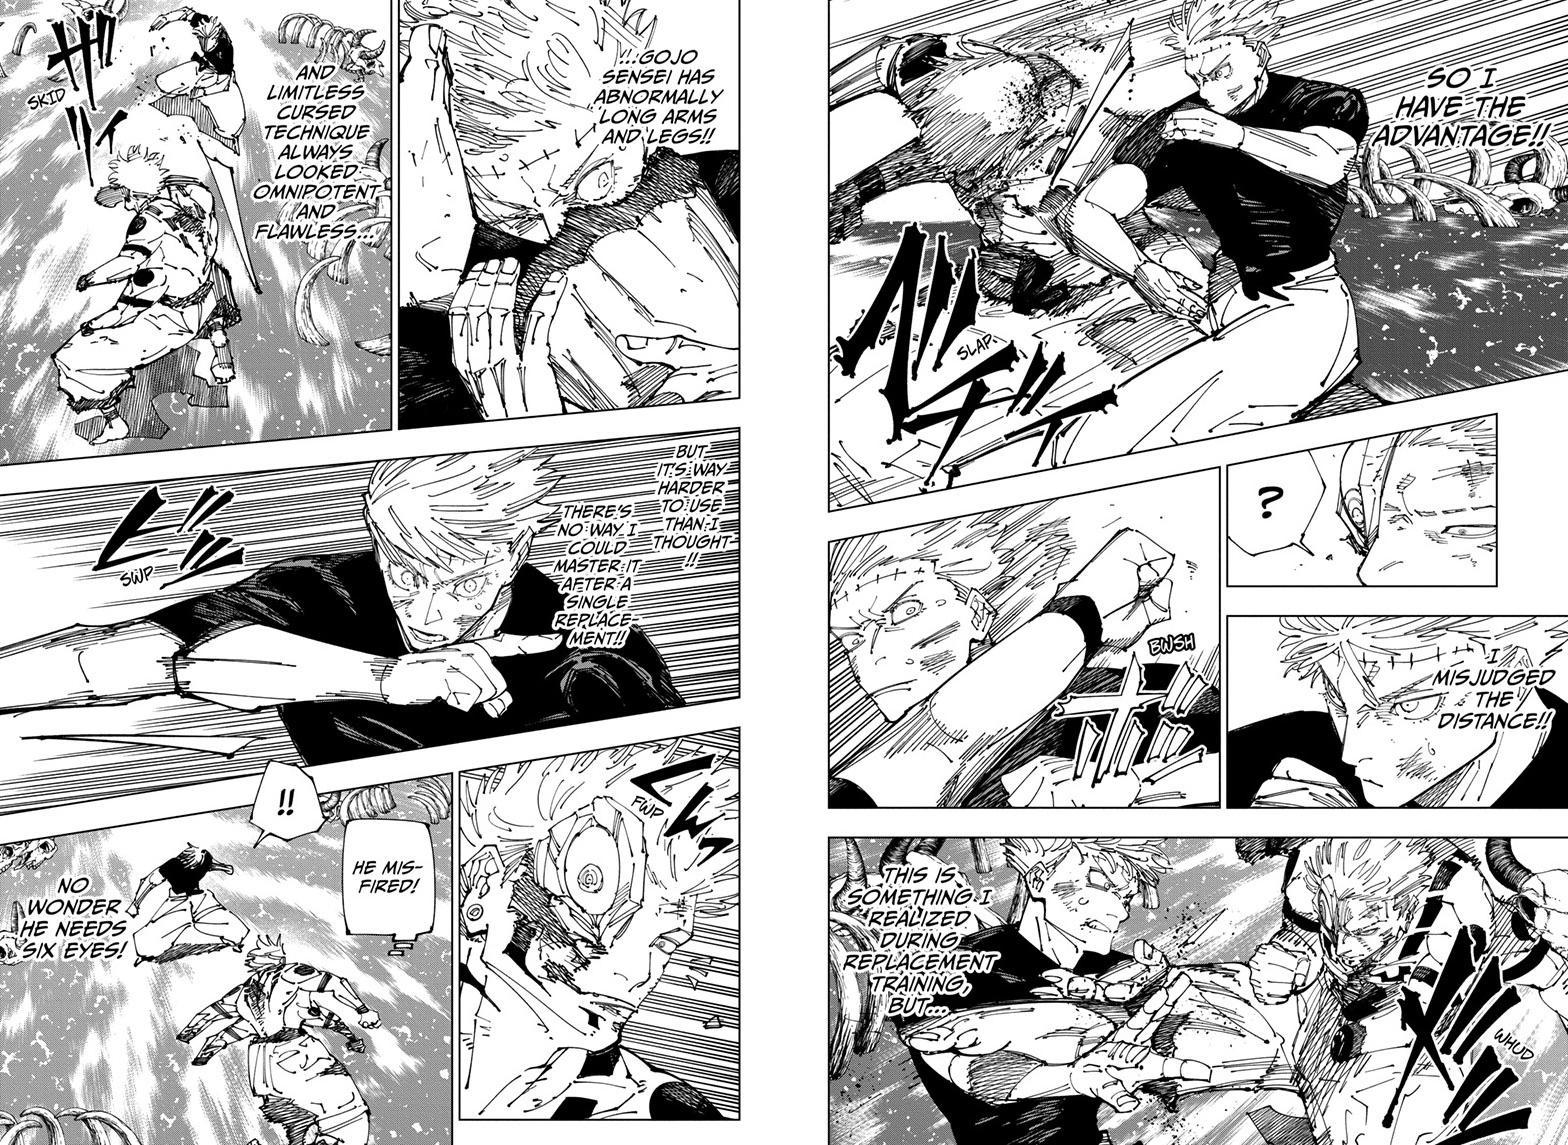 SO I
HAVE THE
ADVANTAGE!!
SLAP
?
BWSH
I
MISJUDGED
THE
DISTANCE!!
THIS IS
SOMETHING I
REALIZED
DURING
REPLACEMENT
TRAINING,
BUT...
WHUD
...GOJO
SENSEI HAS
ABNORMALLY
LONG ARMS
AND LEGS!!
AND
LIMITLESS
CURSED
TECHNIQUE
ALWAYS
LOOKED
OMNIPOTENT
AND
FLAWLESS...
SKID
BUT
IT'S WAY
HARDER
TO USE
THAN I
THOUGHT
!!
THERE'S
NO WAY I
COULD
MASTER IT
AFTER A
SINGLE
REPLACE-
MENT!!
SWP
FWP
!!
HE MIS-
FIRED!
NO
WONDER
HE NEEDS
SIX EYES!